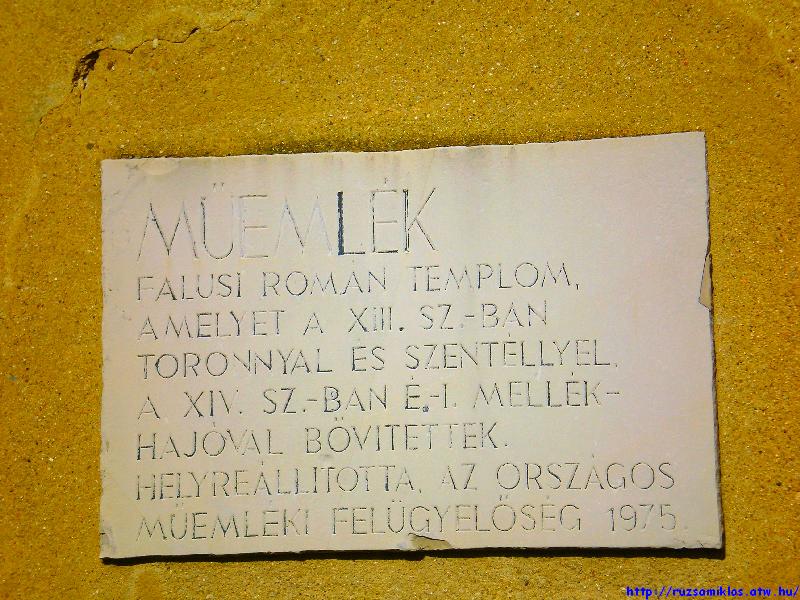 MŰEMLÉK
FALUSI ROMÁN TEMPLOM,
AMELYET A XIII. SZ.-BAN
TORONNYAL ÉS SZENTÉLLYEL,
A XIV. SZ.-BAN É.-I. MELLÉK-
HAJÓVAL BŐVITETTEK.
HELYREÁLLITOTTA, AZ ORSZÁGOS
MŰEMLÉKI FELÜGYELŐSÉG 1975.
http://ruzsamiklos.atw.hu/